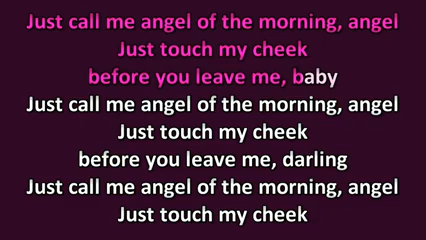 Just call me angel of the morning, angel
Just touch my cheek
before you leave me, baby
Just call me angel of the morning, angel
Just touch my cheek
before you leave me, darling
Just call me angel of the morning, angel
Just touch my cheek